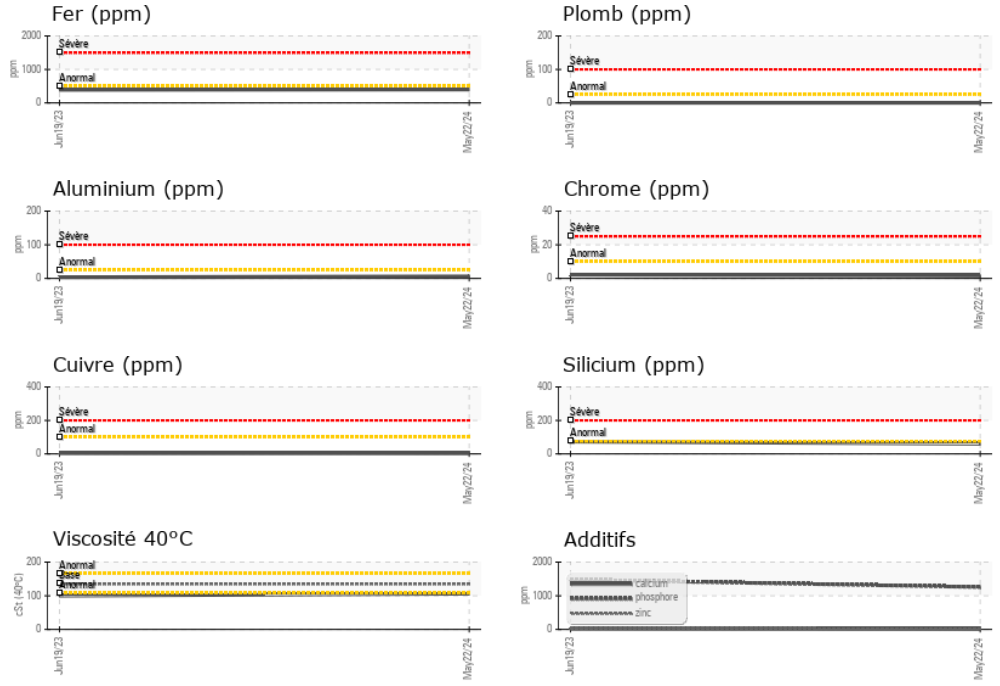 Fer (ppm)
2000
1000
0
ppm
Sévère
Anormal
Jun19/23
May22/24
Plomb (ppm)
200
100
0
ppm
Sévère
Anormal
Jun19/23
May22/24
Aluminium (ppm)
200
100
0
ppm
Sévère
Anormal
Jun19/23
May22/24
Chrome (ppm)
40
20
0
ppm
Sévère
Anormal
Jun19/23
May22/24
Cuivre (ppm)
400
200
0
ppm
Sévère
Anormal
Jun19/23
May22/24
Silicium (ppm)
400
200
0
ppm
Sévère
Anormal
Jun19/23
May22/24
Viscosité 40°C
200
100
0
cSt (40°C)
Anormal
Base
Anormal
Jun19/23
May22/24
Additifs
2000
1000
0
ppm
calcium
phosphore
zinc
Jun19/23
May22/24